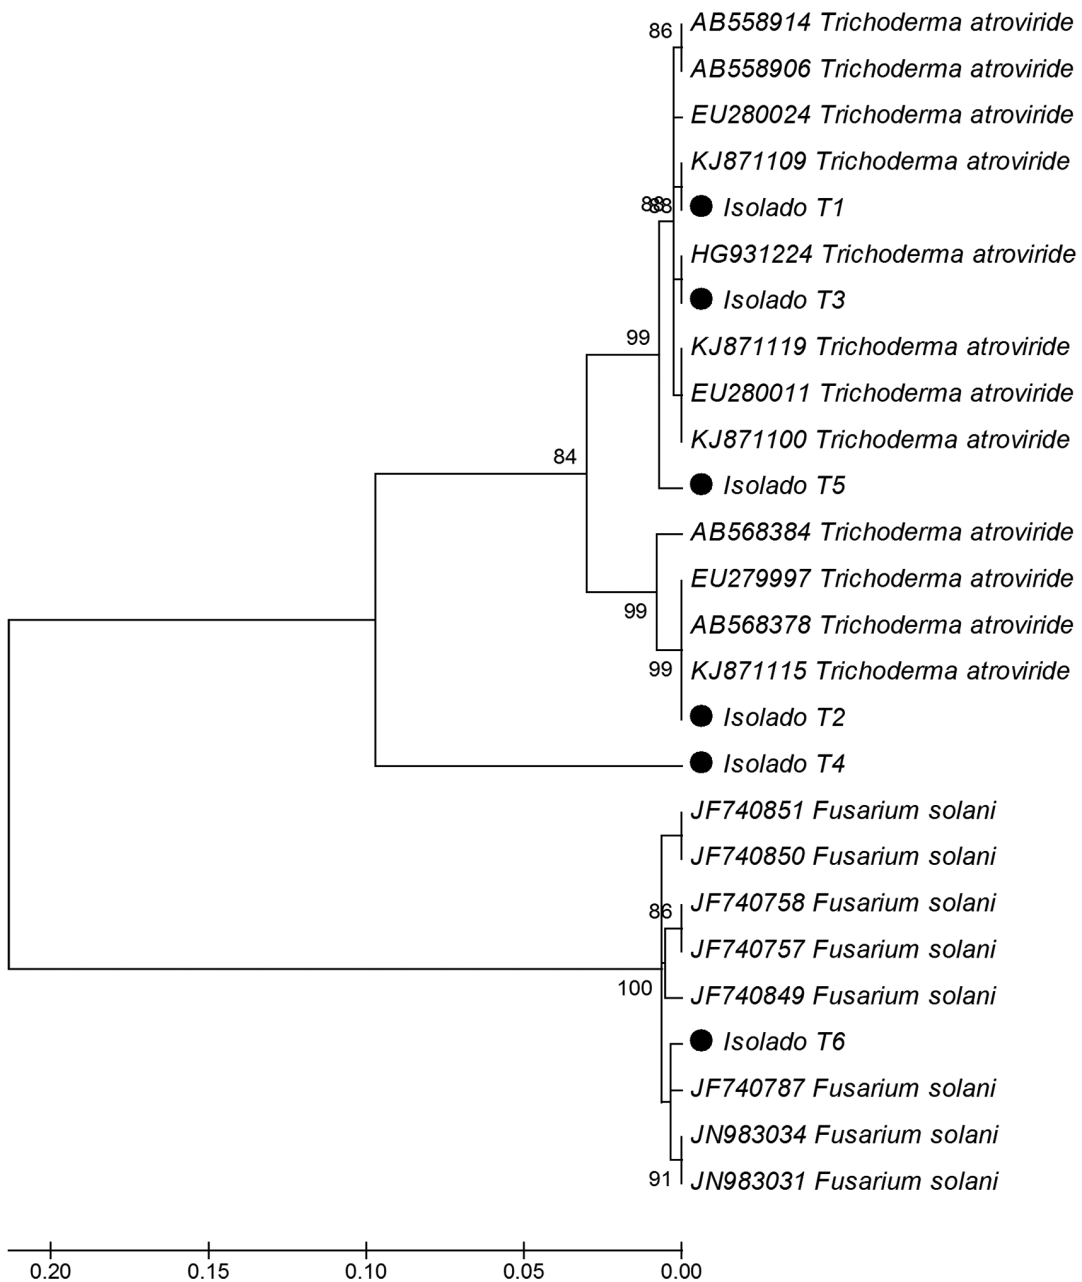 86
AB558914 Trichoderma atroviride
AB558906 Trichoderma atroviride
EU280024 Trichoderma atroviride
KJ871109 Trichoderma atroviride
88
88
Isolado T1
HG931224 Trichoderma atroviride
Isolado T3
99
KJ871119 Trichoderma atroviride
EU280011 Trichoderma atroviride
KJ871100 Trichoderma atroviride
84
Isolado T5
AB568384 Trichoderma atroviride
EU279997 Trichoderma atroviride
99
AB568378 Trichoderma atroviride
99
KJ871115 Trichoderma atroviride
Isolado T2
Isolado T4
JF740851 Fusarium solani
JF740850 Fusarium solani
86
JF740758 Fusarium solani
JF740757 Fusarium solani
100
JF740849 Fusarium solani
Isolado T6
JF740787 Fusarium solani
JN983034 Fusarium solani
91
JN983031 Fusarium solani
0.20 0.15 0.10 0.05 0.00